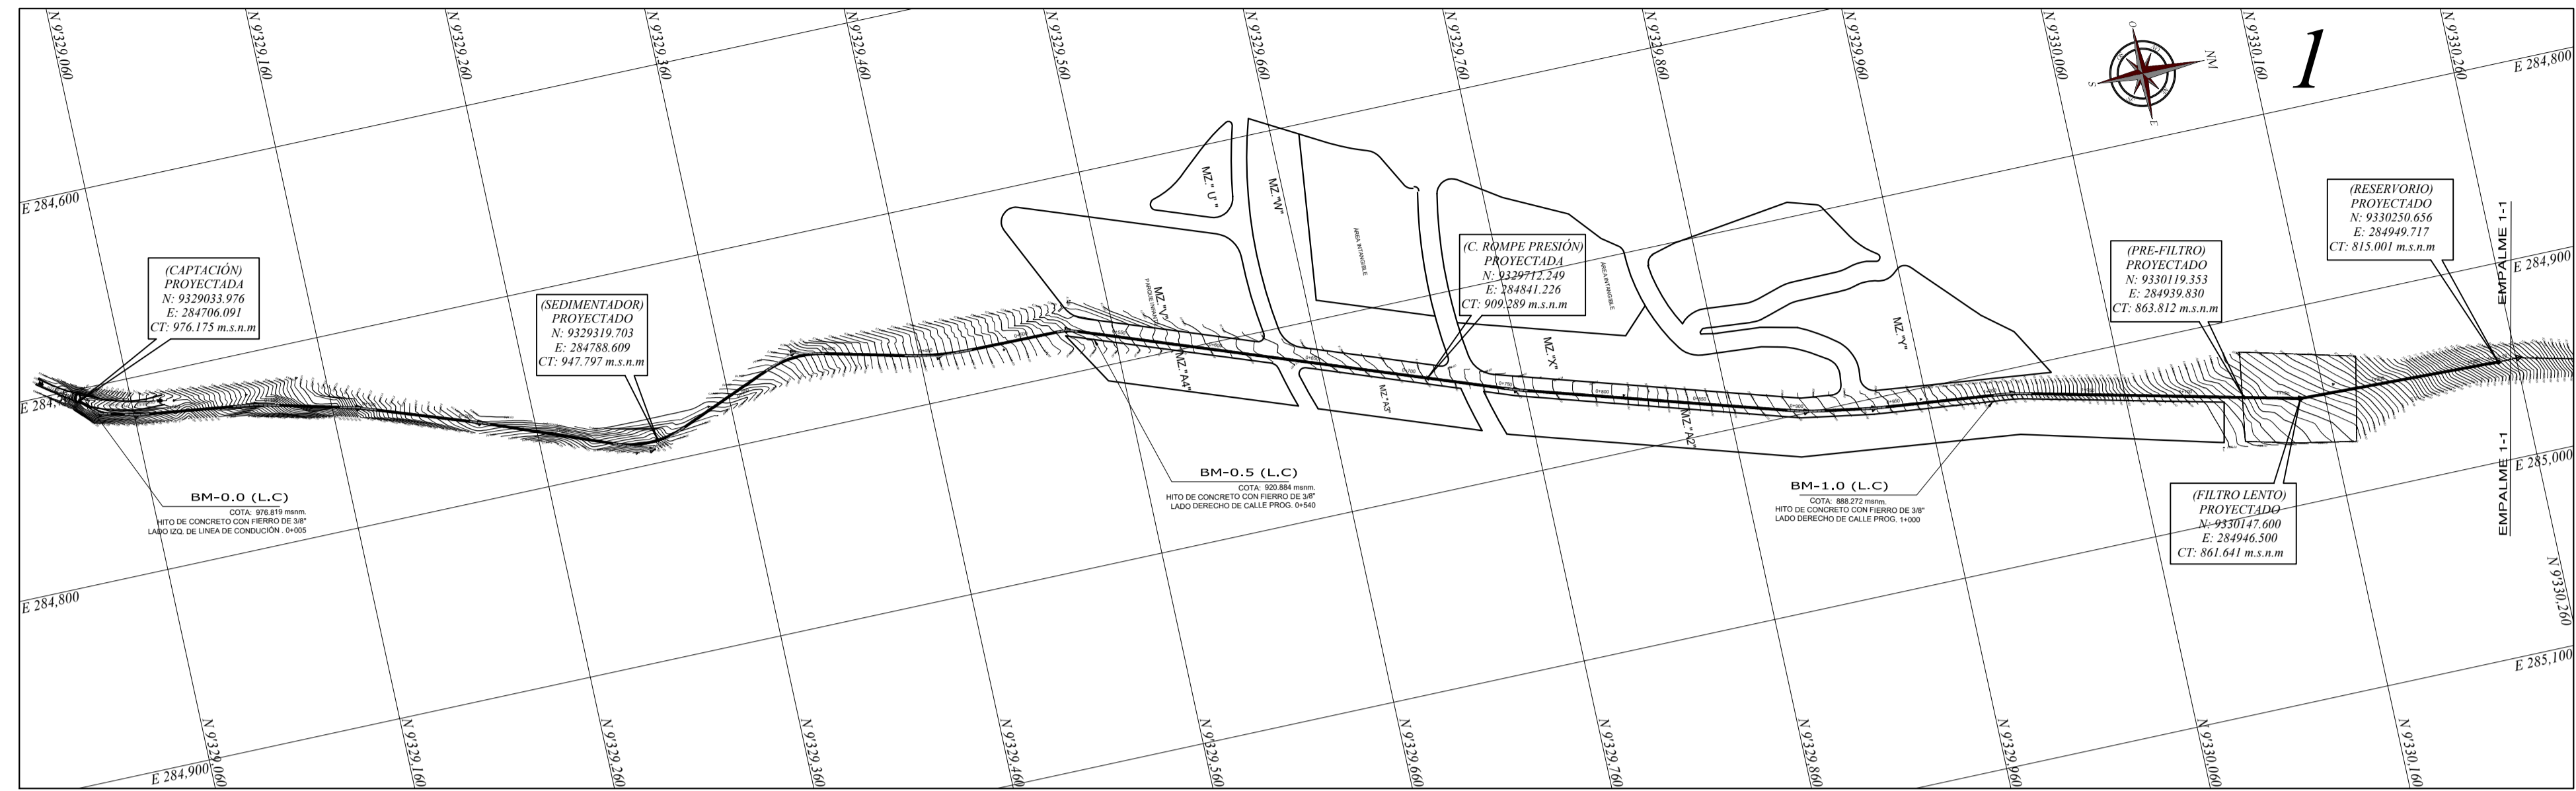 N 9'329,060
N 9'329,160
N 9'329,260
N 9'329,360
N 9'329,460
N 9'329,560
N 9'329,660
N 9'329,760
N 9'329,860
N 9'329,960
N 9'330,060
N 9'330,160
N 9'330,260
E 284,800
O
NM
S
E
1
E 284,600
(CAPTACIÓN)
PROYECTADA
N: 9329033.976
E: 284706.091
CT: 976.175 m.s.n.m
(SEDIMENTADOR)
PROYECTADO
N: 9329319.703
E: 284788.609
CT: 947.797 m.s.n.m
MZ." U' "
MZ."W"
AREA INTANGIBLE
MZ."V"
(C. ROMPE PRESIÓN)
PROYECTADA
N: 9329712.249
E: 284841.226
CT: 909.289 m.s.n.m
AREA INTANGIBLE
MZ."X"
MZ."Y"
MZ."A4"
MZ."A3"
MZ."A2"
(PRE-FILTRO)
PROYECTADO
N: 9330119.353
E: 284939.830
CT: 863.812 m.s.n.m
(RESERVORIO)
PROYECTADO
N: 9330250.656
E: 284949.717
CT: 815.001 m.s.n.m
EMPALME 1-1
E 284,900
EMPALME 1-1
E 285,000
BM-0.0 (L.C)
COTA: 976.819 msnm.
HITO DE CONCRETO CON FIERRO DE 3/8"
LADO IZQ. DE LINEA DE CONDUCIÓN . 0+005
BM-0.5 (L.C)
COTA: 920.884 msnm.
HITO DE CONCRETO CON FIERRO DE 3/8"
LADO DERECHO DE CALLE PROG. 0+540
BM-1.0 (L.C)
COTA: 888.272 msnm.
HITO DE CONCRETO CON FIERRO DE 3/8"
LADO DERECHO DE CALLE PROG. 1+000
(FILTRO LENTO)
PROYECTADO
N: 9330147.600
E: 284946.500
CT: 861.641 m.s.n.m
N 9'330,260
E 284,800
E 285,100
E 284,900
N 9'329,060
N 9'329,160
N 9'329,260
N 9'329,360
N 9'329,460
N 9'329,560
N 9'329,660
N 9'329,760
N 9'329,860
N 9'329,960
N 9'330,060
N 9'330,160